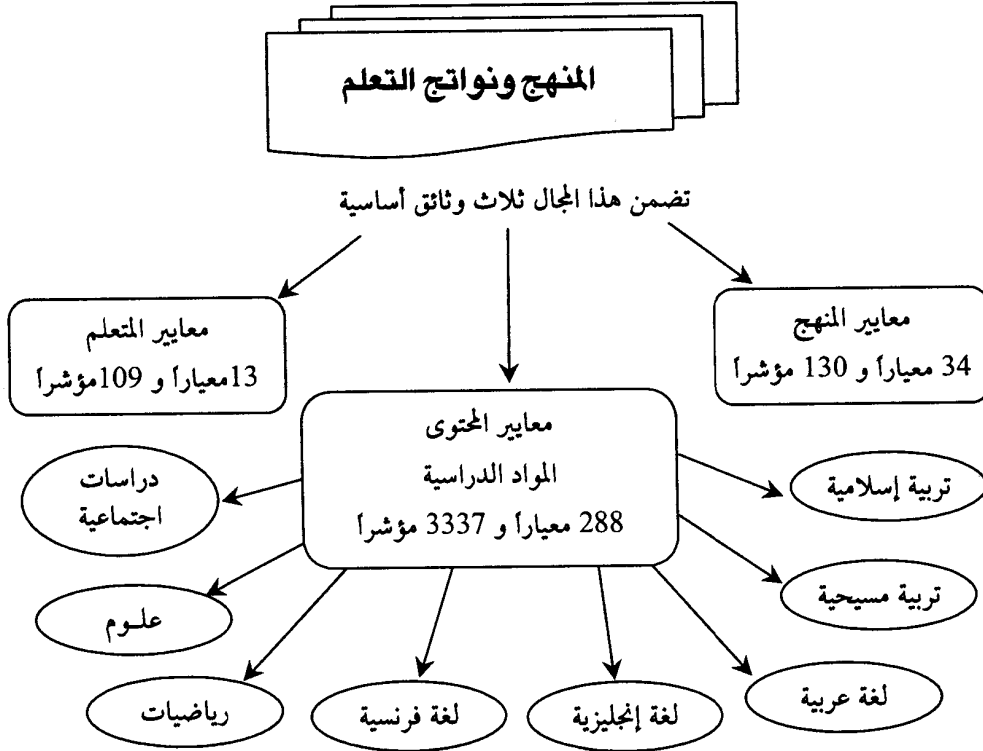 المنهج ونواتج التعلم
تضمن هذا المجال ثلاث وثائق أساسية
معايير المنهج
34 معياراً و 130 مؤشراً
معايير المتعلم
13معياراً و 109مؤشراً
معايير المحتوى
المواد الدراسية
288 معياراً و 3337 مؤشراً
تربية إسلامية
تربية مسيحية
لغة عربية
لغة إنجليزية
لغة فرنسية
رياضيات
علـــوم
دراسات
اجتماعية